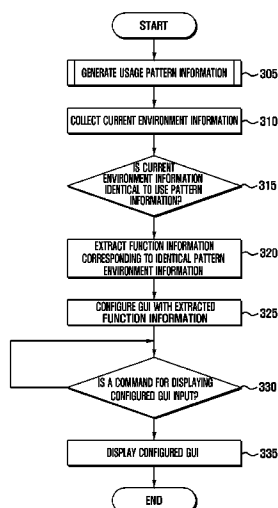 START
GENERATE USAGE PATTERN INFORMATION
305
COLLECT CURRENT ENVIRONMENT INFORMATION
310
IS CURRENT
ENVIRONMENT INFORMATION
IDENTICAL TO USE PATTERN
INFORMATION?
315
EXTRACT FUNCTION INFORMATION
CORRESPONDING TO IDENTICAL PATTERN
ENVIRONMENT INFORMATION
320
CONFIGURE GUI WITH EXTRACTED
FUNCTION INFORMATION
325
IS A COMMAND FOR DISPLAYING
CONFIGURED GUI INPUT?
330
DISPLAY CONFIGURED GUI
335
END